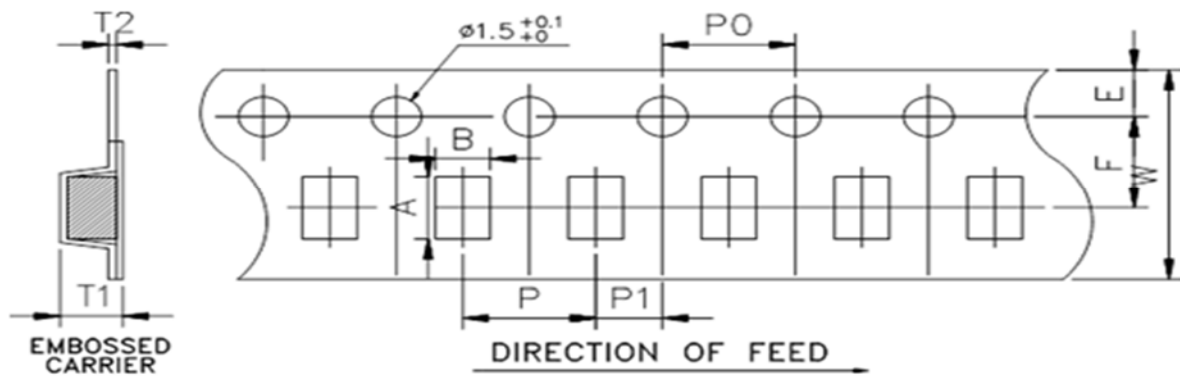 T2
ø1.5 +0.1 +0
P0
E
B
F
W
A
T1
P
P1
EMBOSSED
CARRIER
DIRECTION OF FEED